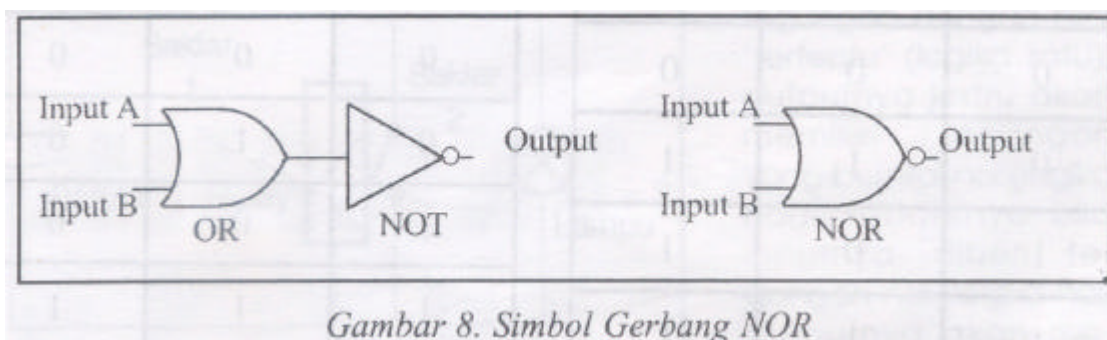 Input A
Input B
OR
NOT
Output
Input A
Input B
NOR
Output
Gambar 8. Simbol Gerbang NOR